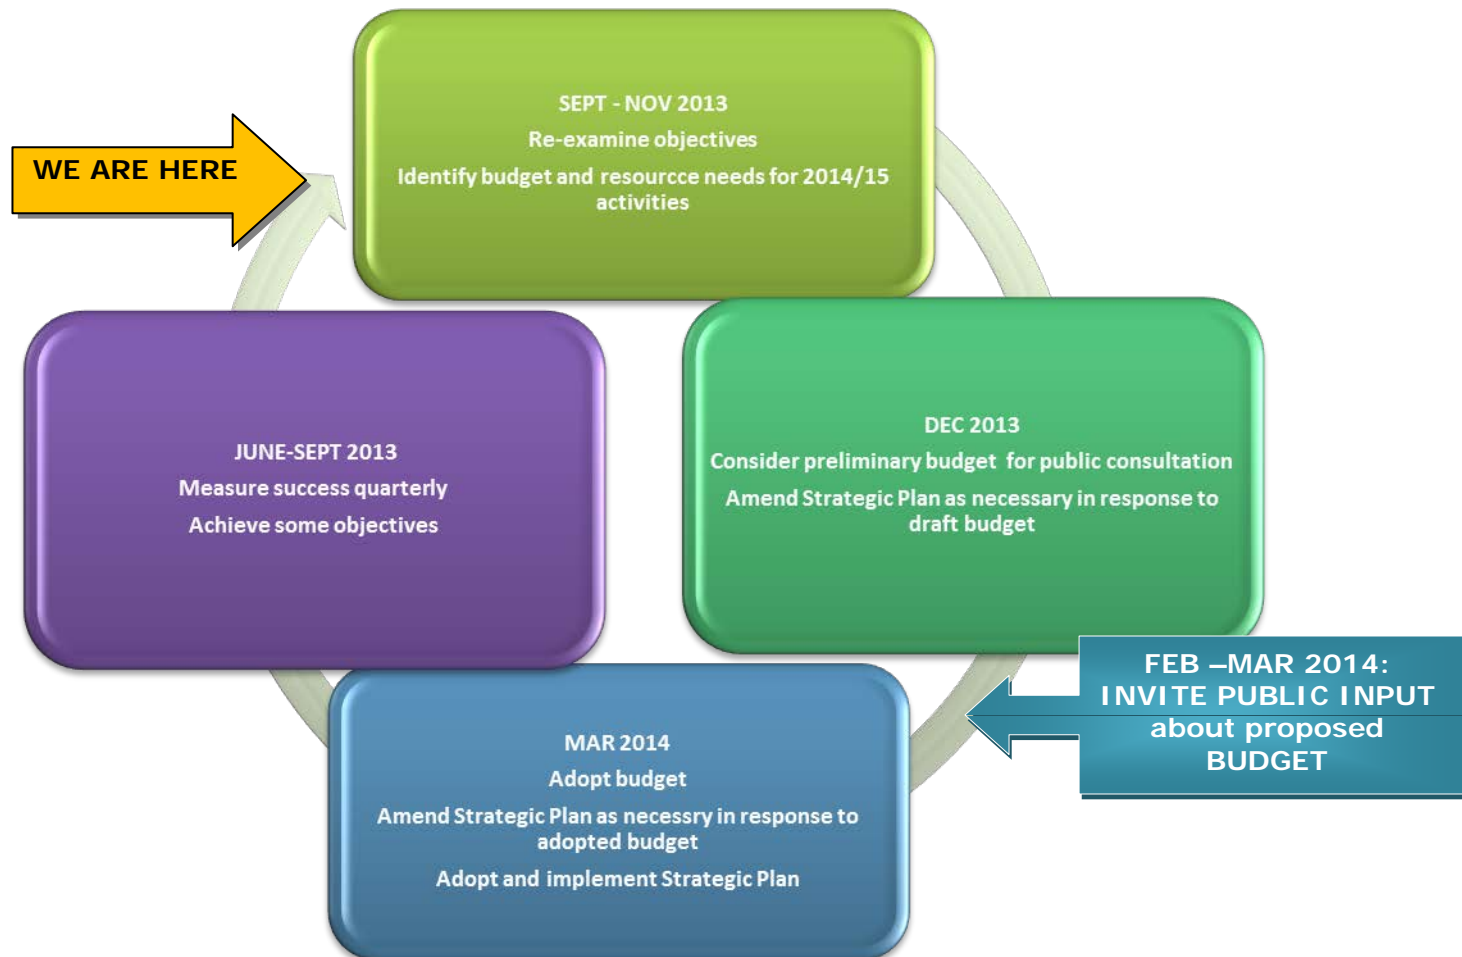 SEPT - NOV 2013
Re-examine objectives
Identify budget and resourcce needs for 2014/15
activities
WE ARE HERE
DEC 2013
Consider preliminary budget for public consultation
Amend Strategic Plan as necessary in response to
draft budget
FEB –MAR 2014:
INVITE PUBLIC INPUT
about proposed
BUDGET
MAR 2014
Adopt budget
Amend Strategic Plan as necessry in response to
adopted budget
Adopt and implement Strategic Plan
JUNE-SEPT 2013
Measure success quarterly
Achieve some objectives